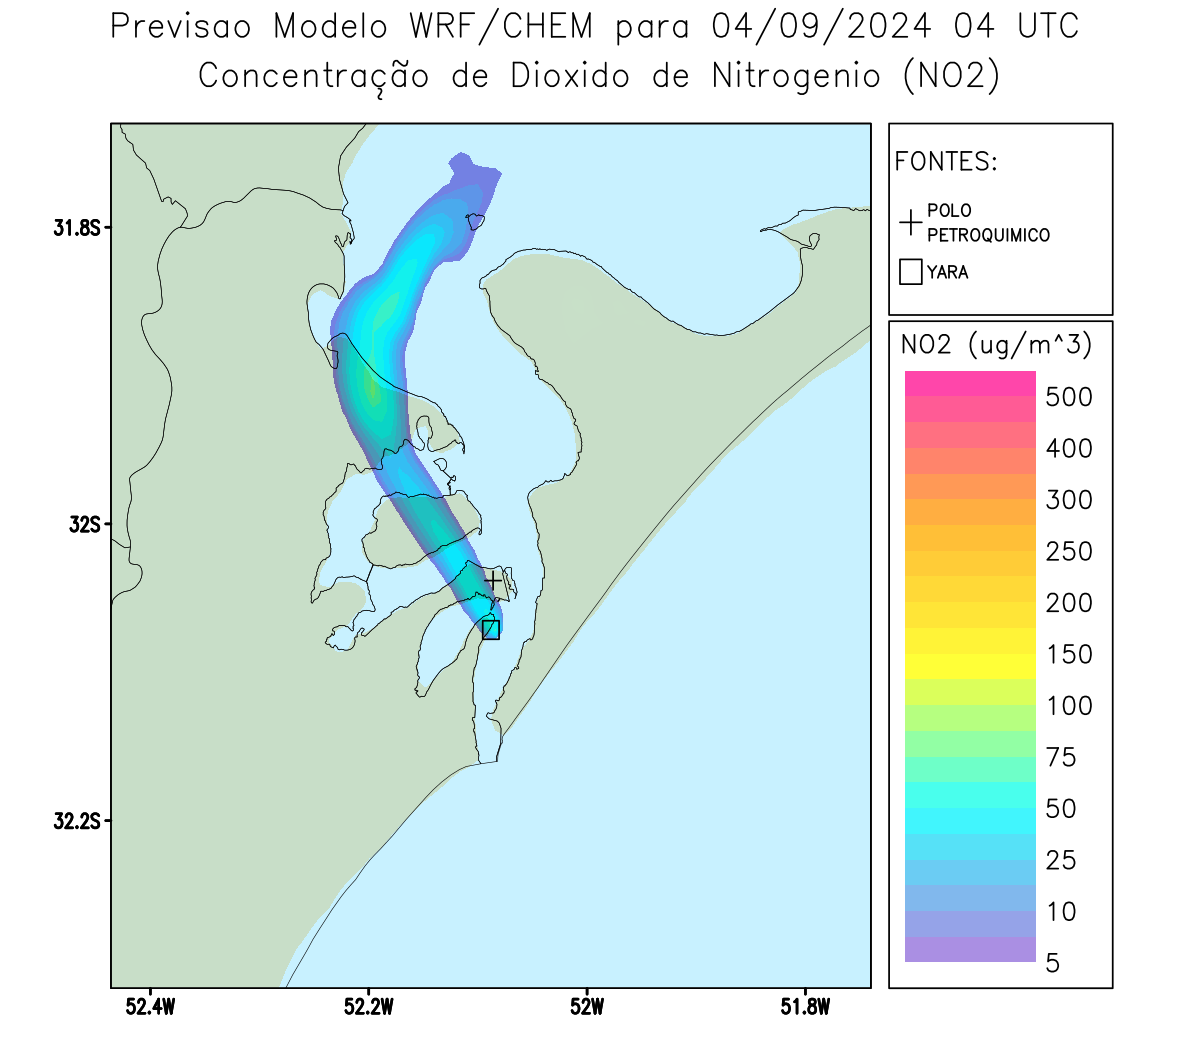 Previsao Modelo WRF/CHEM para 04/09/2024 04 UTC
Concentração de Dioxido de Nitrogenio (NO2)
FONTES:
POLO
PETROQUIMICO
YARA
NO2 (ug/m^3)
500
400
300
250
200
150
100
75
50
25
10
5
31.8S
32S
32.2S
52.4W
52.2W
52W
51.8W